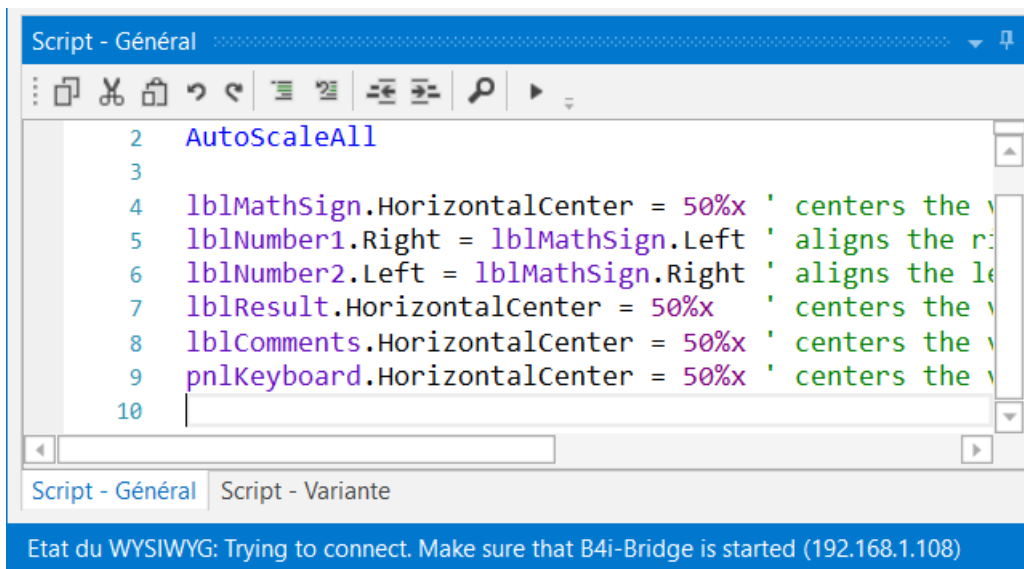 Script - Général
2 AutoScaleAll
3
4 lblMathSign.HorizontalCenter = 50%x ' centers the
5 lblNumber1.Right = lblMathSign.Left ' aligns the
6 lblNumber2.Left = lblMathSign.Right ' aligns the
7 lblResult.HorizontalCenter = 50%x ' centers the
8 lblComments.HorizontalCenter = 50%x ' centers the
9 pnlKeyboard.HorizontalCenter = 50%x ' centers the
10
Script - Général Script - Variante
Etat du WYSIWYG: Trying to connect. Make sure that B4i-Bridge is started (192.168.1.108)